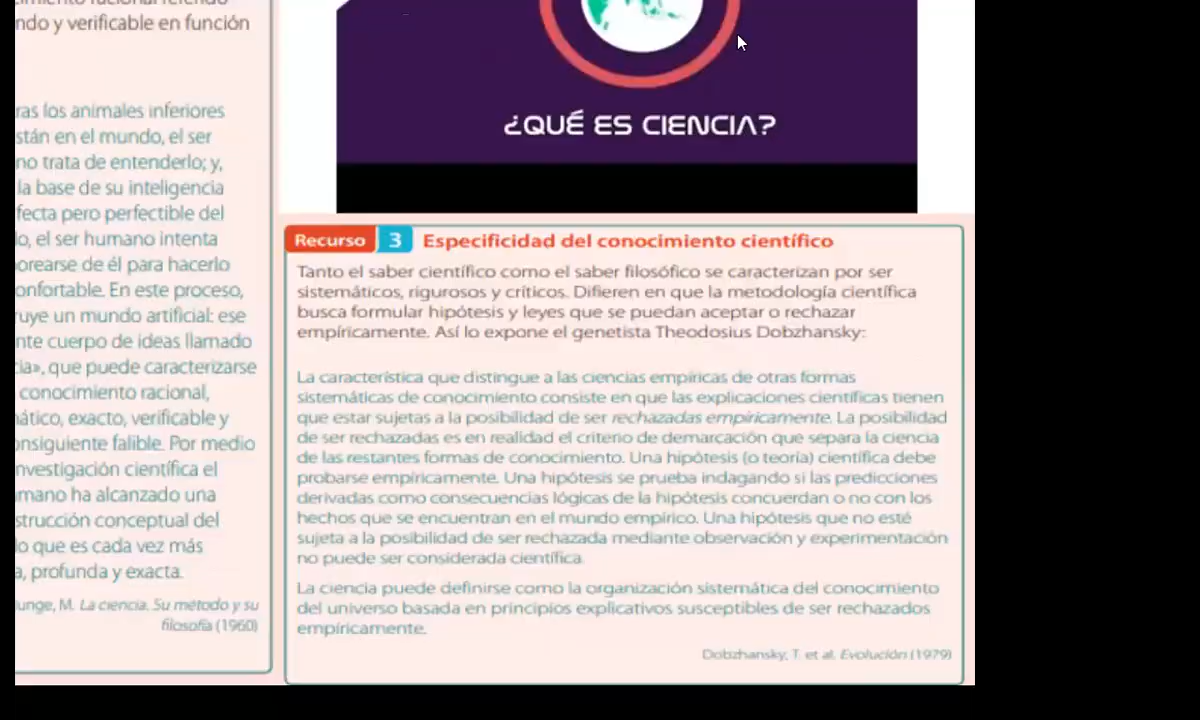 ndo y verificable en función
ras los animales inferiores
stán en el mundo, el ser
no trata de entenderlo; y,
la base de su inteligencia
fecta pero perfectible del
lo, el ser humano intenta
orearse de él para hacerlo
onfortable. En este proceso,
ruye un mundo artificial: ese
nte cuerpo de ideas llamado
cia», que puede caracterizarse
conocimiento racional,
ático, exacto, verificable y
onsiguiente falible. Por medio
nvestigación científica el
mano ha alcanzado una
strucción conceptual del
lo que es cada vez más
a, profunda y exacta.
unge, M. La ciencia. Su método y su
filosofía (1960)
¿QUÉ ES CIENCIA?
Recurso 3 Especificidad del conocimiento científico
Tanto el saber científico como el saber filosófico se caracterizan por ser
sistemáticos, rigurosos y críticos. Difieren en que la metodología científica
busca formular hipótesis y leyes que se puedan aceptar o rechazar
empíricamente. Así lo expone el genetista Theodosius Dobzhansky:
La característica que distingue a las ciencias empíricas de otras formas
sistemáticas de conocimiento consiste en que las explicaciones científicas tienen
que estar sujetas a la posibilidad de ser rechazadas empíricamente. La posibilidad
de ser rechazadas es en realidad el criterio de demarcación que separa la ciencia
de las restantes formas de conocimiento. Una hipótesis (o teoría) científica debe
probarse empíricamente. Una hipótesis se prueba indagando si las predicciones
derivadas como consecuencias lógicas de la hipótesis concuerdan o no con los
hechos que se encuentran en el mundo empírico. Una hipótesis que no esté
sujeta a la posibilidad de ser rechazada mediante observación y experimentación
no puede ser considerada científica.
La ciencia puede definirse como la organización sistemática del conocimiento
del universo basada en principios explicativos susceptibles de ser rechazados
empíricamente.
Dobzhansky, T. et al. Evolución (1979)